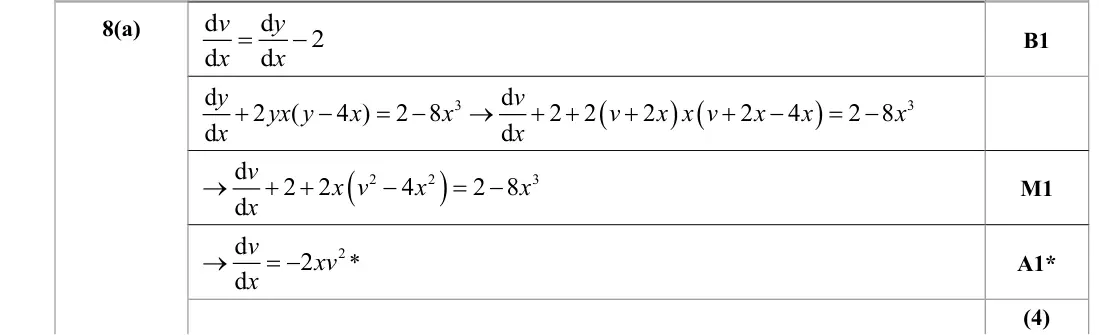 8(a) dv/dx = dy/dx − 2 B1
dy/dx + 2yx(y − 4x) = 2 − 8x³ → dv/dx + 2 + 2(v + 2x)x(v + 2x − 4x) = 2 − 8x³
→ dv/dx + 2 + 2x(v² − 4x²) = 2 − 8x³ M1
→ dv/dx = −2xv² * A1*
(4)